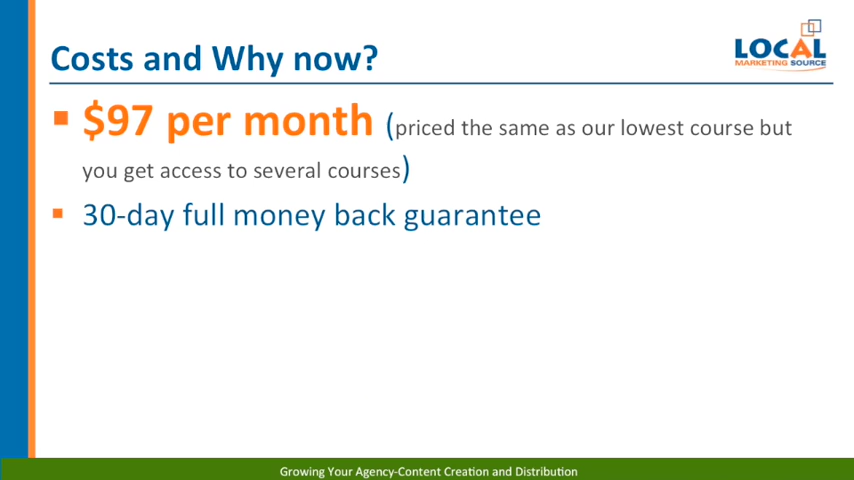 Costs and Why now?
LOCAL
MARKETING SOURCE
▪ $97 per month (priced the same as our lowest course but
you get access to several courses)
▪ 30-day full money back guarantee
Growing Your Agency-Content Creation and Distribution